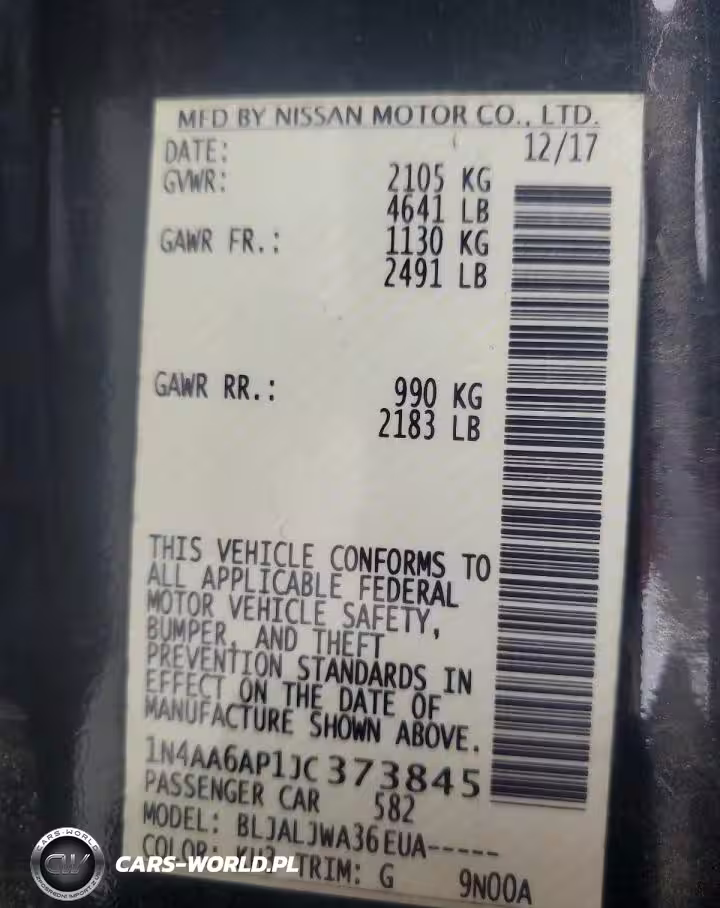 MFD BY NISSAN MOTOR CO., LTD.
DATE: 12/17
GVWR: 2105 KG
4641 LB
GAWR FR.: 1130 KG
2491 LB
GAWR RR.: 990 KG
2183 LB
THIS VEHICLE CONFORMS TO
ALL APPLICABLE FEDERAL
MOTOR VEHICLE SAFETY,
BUMPER, AND THEFT
PREVENTION STANDARDS IN
EFFECT ON THE DATE OF
MANUFACTURE SHOWN ABOVE.
1N4AA6AP1JC373845
PASSENGER CAR 582
MODEL: BLJALJWA36EUA-----
COLOR: TRIM: G 9N00A
CARS-WORLD
CW
CARS-WORLD.PL